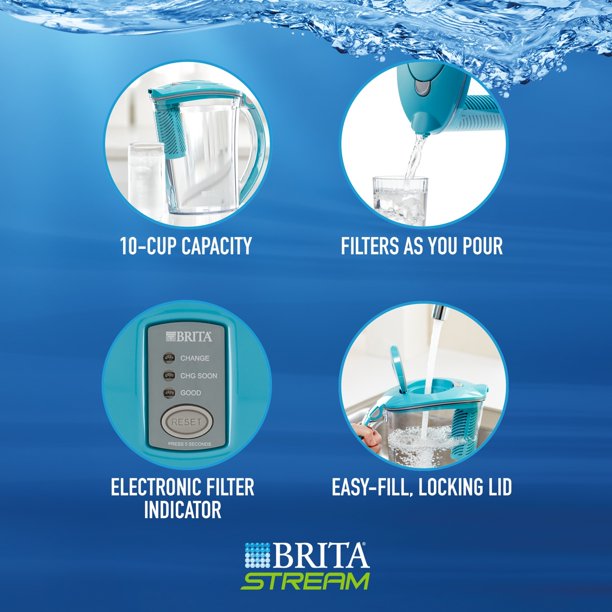 10-CUP CAPACITY
FILTERS AS YOU POUR
BRITA
CHANGE
CHG SOON
GOOD
RESET
PRESS 5 SECONDS
ELECTRONIC FILTER
INDICATOR
EASY-FILL, LOCKING LID
BRITA®
STREAM